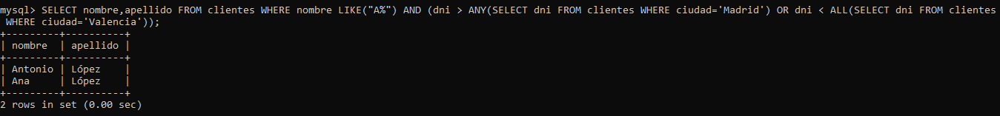 mysql> SELECT nombre,apellido FROM clientes WHERE nombre LIKE("A%") AND (dni > ANY(SELECT dni FROM clientes WHERE ciudad='Madrid') OR dni < ALL(SELECT dni FROM clientes
 WHERE ciudad='Valencia'));
+---------+----------+
| nombre  | apellido |
+---------+----------+
| Antonio | López    |
| Ana     | López    |
+---------+----------+
2 rows in set (0.00 sec)